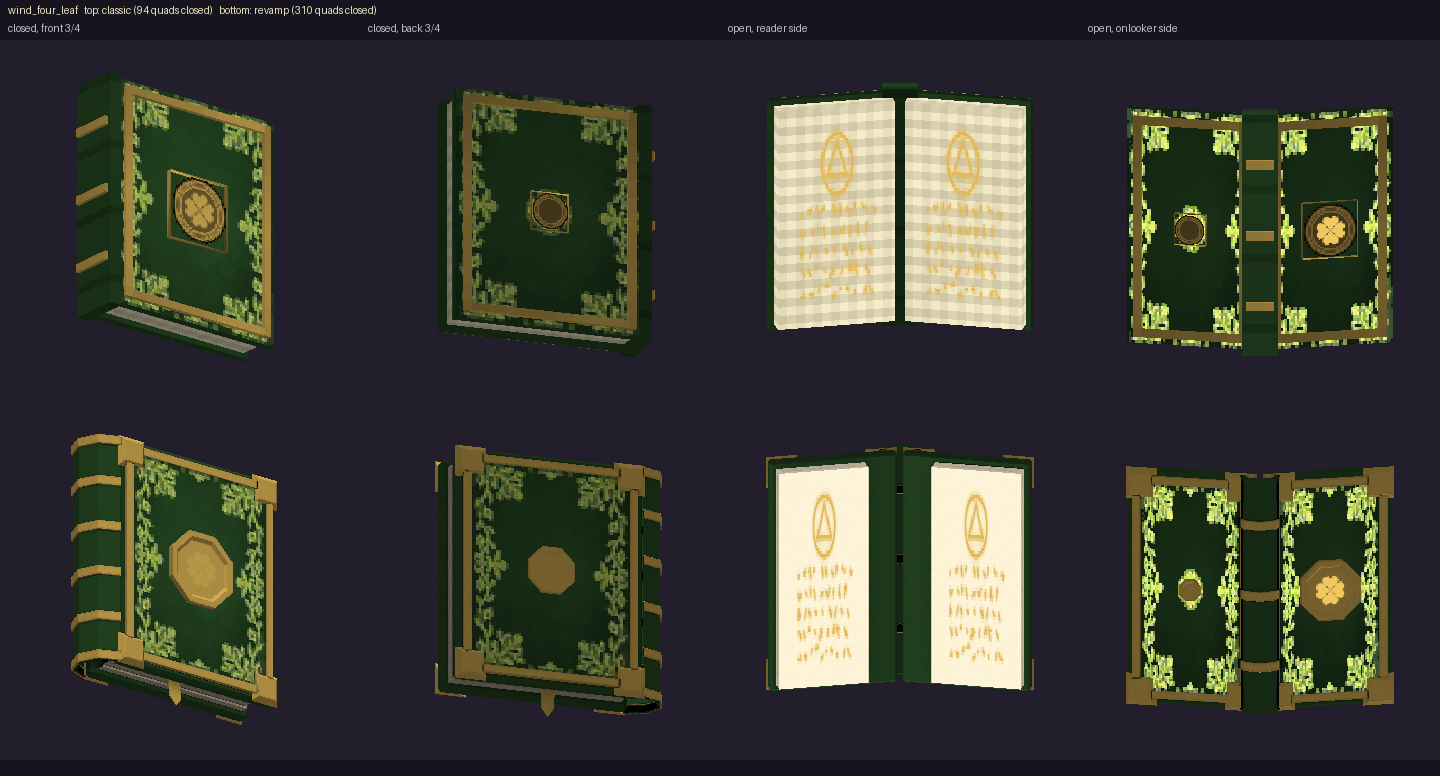 wind_four_leaf top: classic (94 quads closed) bottom: revamp (310 quads closed)
closed, front 3/4
closed, back 3/4
open, reader side
open, onlooker side